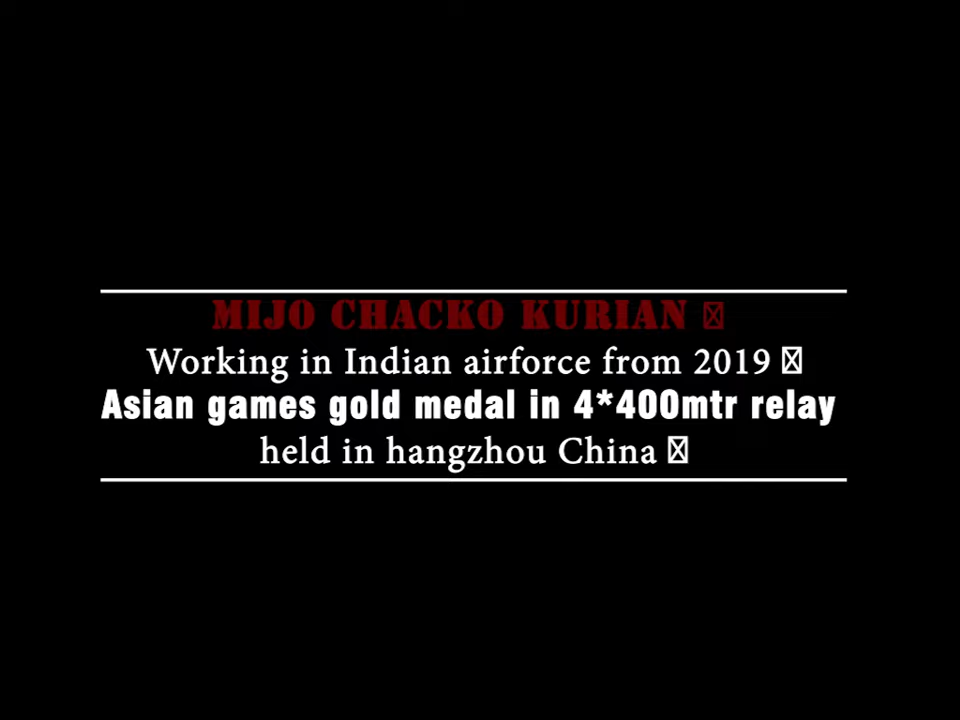 MIJO CHACKO KURIAN
Working in Indian airforce from 2019
Asian games gold medal in 4*400mtr relay
held in hangzhou China